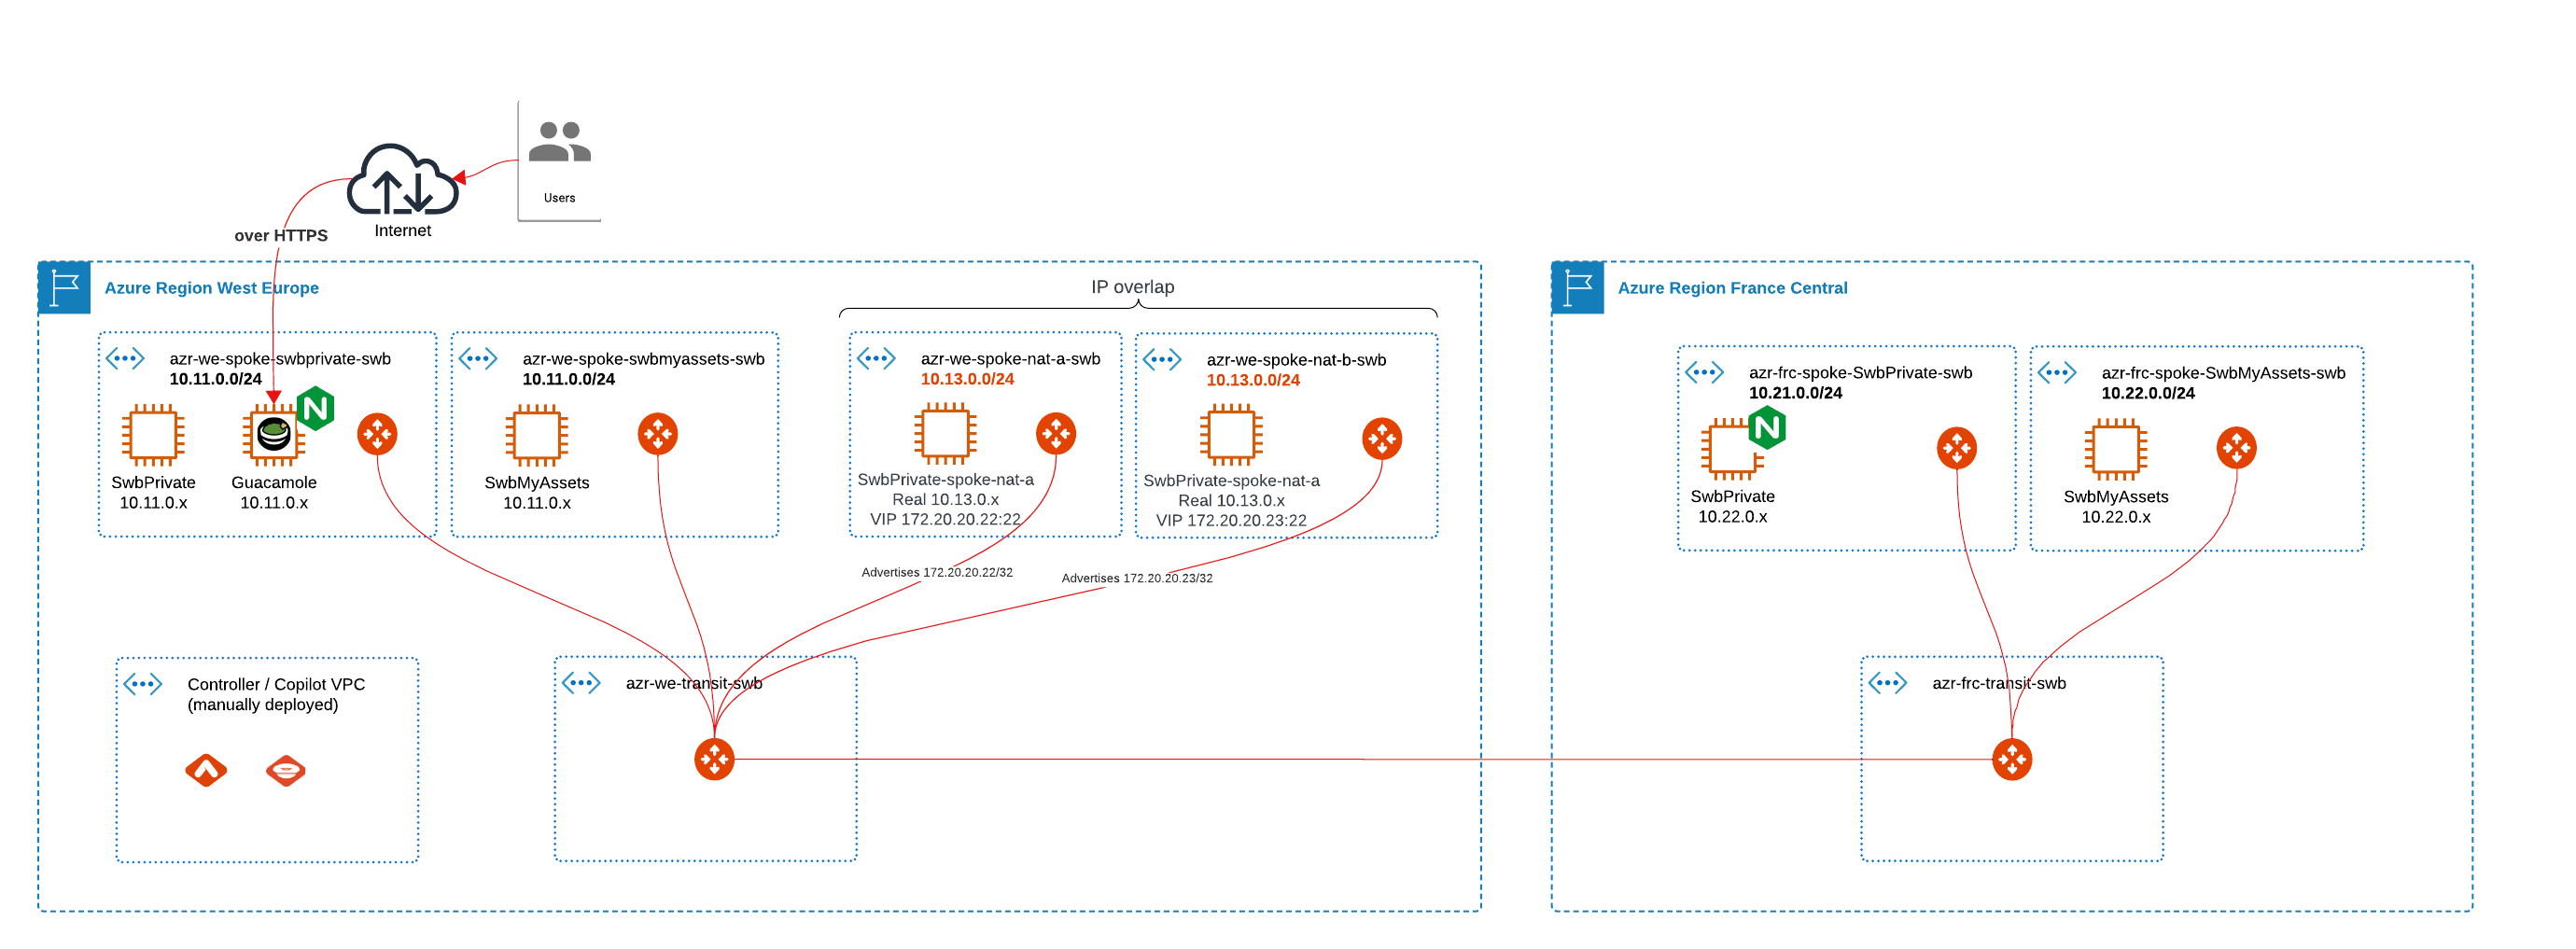 Users
Internet
over HTTPS
Azure Region West Europe
IP overlap
azr-we-spoke-swbprivate-swb
10.11.0.0/24
SwbPrivate
10.11.0.x
Guacamole
10.11.0.x
azr-we-spoke-swbmyassets-swb
10.11.0.0/24
SwbMyAssets
10.11.0.x
azr-we-spoke-nat-a-swb
10.13.0.0/24
SwbPrivate-spoke-nat-a
Real 10.13.0.x
VIP 172.20.20.22:22
azr-we-spoke-nat-b-swb
10.13.0.0/24
SwbPrivate-spoke-nat-a
Real 10.13.0.x
VIP 172.20.20.23:22
Advertises 172.20.20.22/32
Advertises 172.20.20.23/32
Controller / Copilot VPC
(manually deployed)
azr-we-transit-swb
Azure Region France Central
azr-frc-spoke-SwbPrivate-swb
10.21.0.0/24
N
SwbPrivate
10.22.0.x
azr-frc-spoke-SwbMyAssets-swb
10.22.0.0/24
SwbMyAssets
10.22.0.x
azr-frc-transit-swb
N